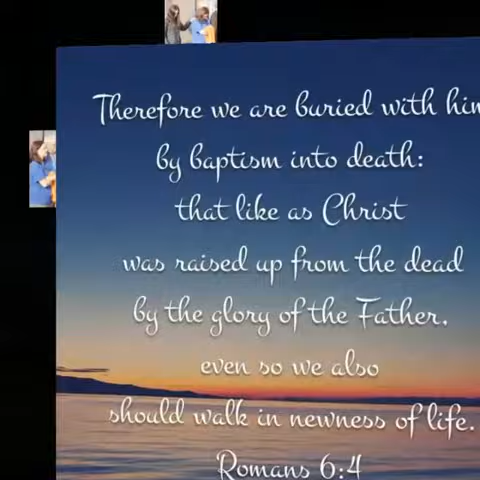 Therefore we are buried with him
by baptism into death:
that like as Christ
was raised up from the dead
by the glory of the Father,
even so we also
should walk in newness of life.
Romans 6:4